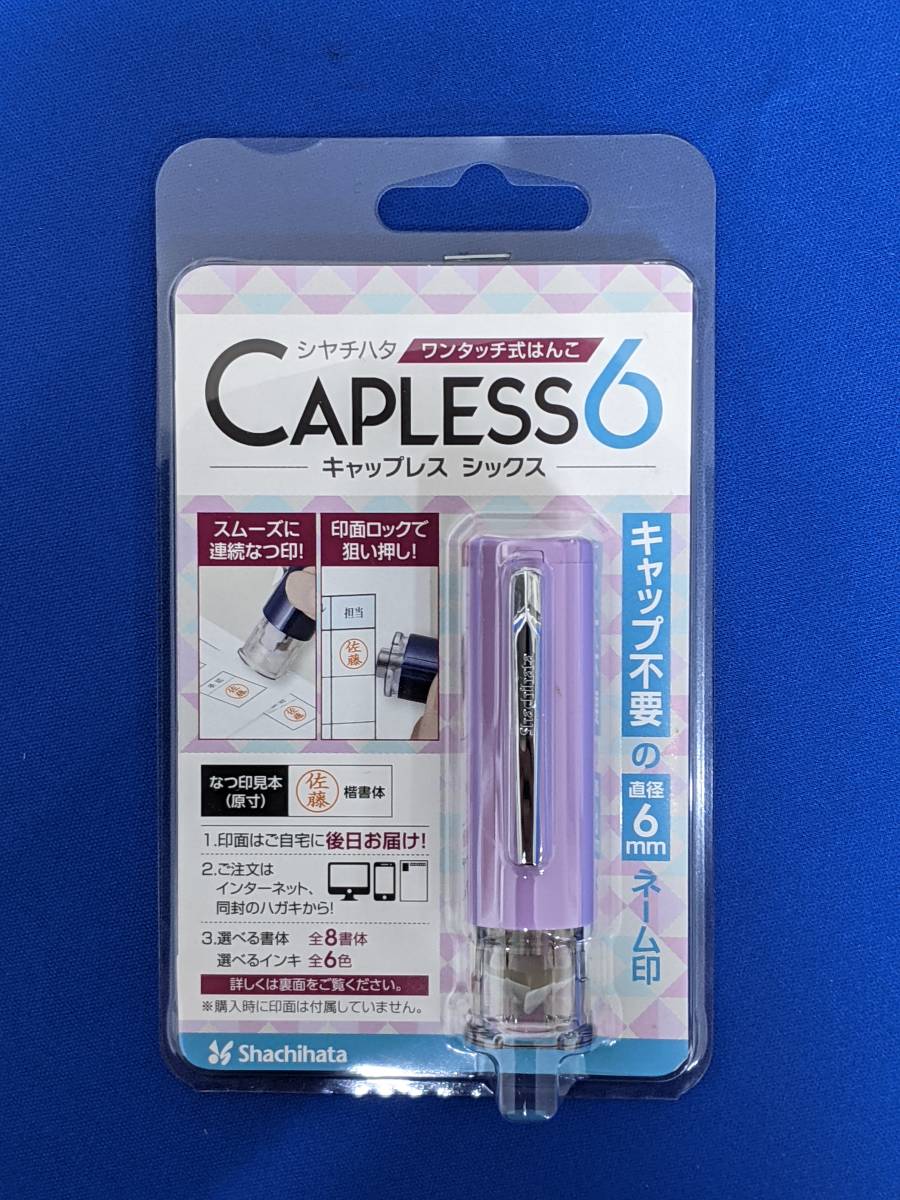 シヤチハタ ワンタッチ式はんこ
CAPLESS6
キャップレス シックス
スムーズに
連続なつ印!
印面ロックで
狙い押し!
担当
佐藤
佐藤
佐藤
キャップ不要の直径6mmネーム印
Shachihata
なつ印見本
(原寸)
佐藤
楷書体
1.印面はご自宅に後日お届け!
2.ご注文は
インターネット、
同封のハガキから!
3.選べる書体 全8書体
選べるインキ 全6色
詳しくは裏面をご覧ください。
※購入時に印面は付属していません。
Shachihata